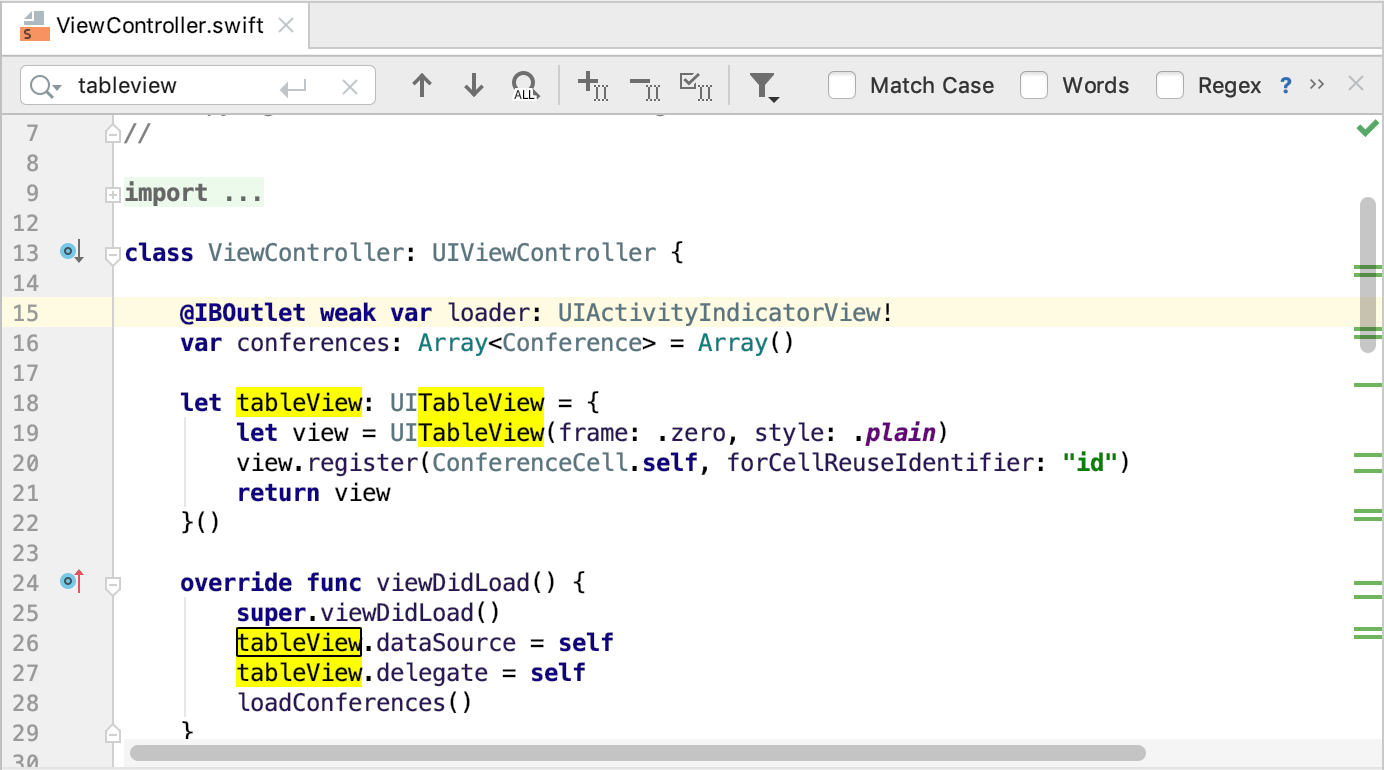 ViewController.swift
tableview
ALL
Match Case
Words
Regex
?
7 //
8
9 import ...
12
13 class ViewController: UIViewController {
14
15 @IBOutlet weak var loader: UIActivityIndicatorView!
16 var conferences: Array<Conference> = Array()
17
18 let tableView: UITableView = {
19 let view = UITableView(frame: .zero, style: .plain)
20 view.register(ConferenceCell.self, forCellReuseIdentifier: "id")
21 return view
22 }()
23
24 override func viewDidLoad() {
25 super.viewDidLoad()
26 tableView.dataSource = self
27 tableView.delegate = self
28 loadConferences()
29 }
30